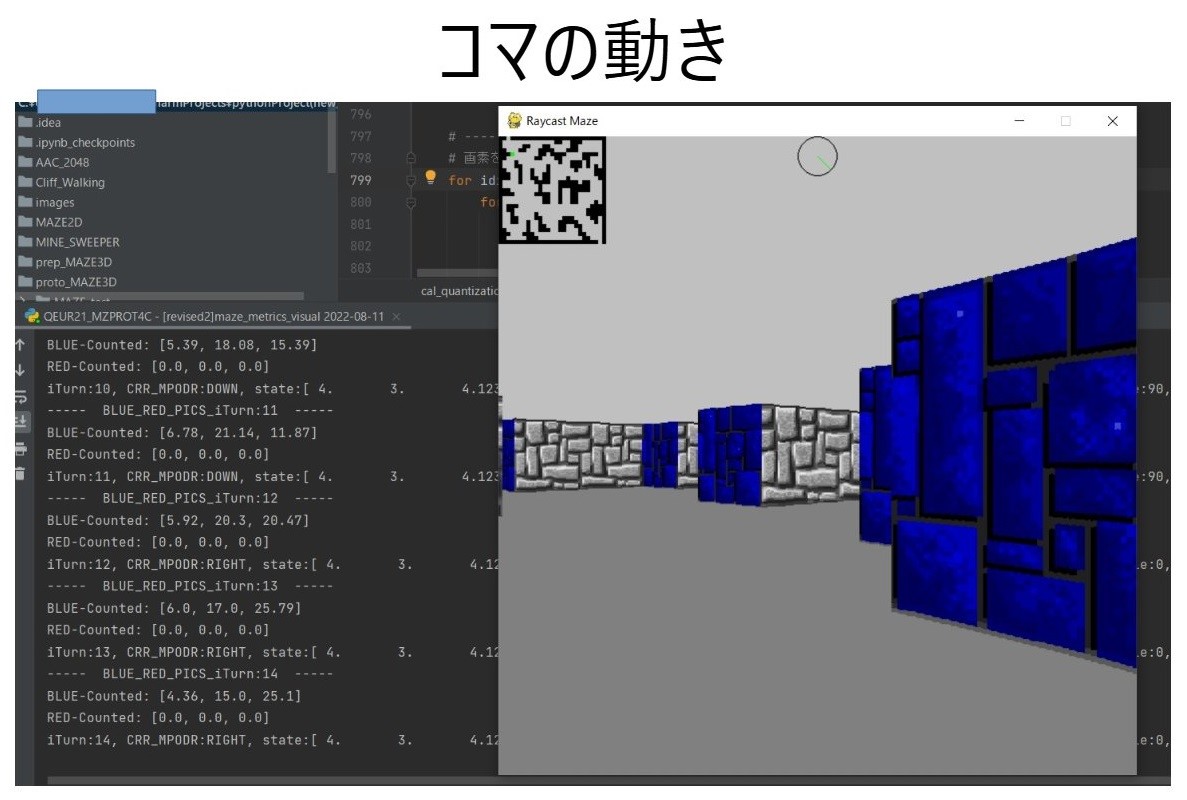 コマの動き
armProjects¥pythonProject(new
.idea
.ipynb_checkpoints
AAC_2048
Cliff_Walking
images
MAZE2D
MINE_SWEEPER
prep_MAZE3D
proto_MAZE3D
796
797 # ----
798 # 画素を
799 for id
800 fo
801
802
803
cal_quantizatio
Raycast Maze
QEUR21_MZPROT4C - [revised2]maze_metrics_visual 2022-08-11
BLUE-Counted: [5.39, 18.08, 15.39]
RED-Counted: [0.0, 0.0, 0.0]
iTurn:10, CRR_MPODR:DOWN, state:[ 4. 3. 4.123 e:90,
----- BLUE_RED_PICS_iTurn:11 -----
BLUE-Counted: [6.78, 21.14, 11.87]
RED-Counted: [0.0, 0.0, 0.0]
iTurn:11, CRR_MPODR:DOWN, state:[ 4. 3. 4.123 e:90,
----- BLUE_RED_PICS_iTurn:12 -----
BLUE-Counted: [5.92, 20.3, 20.47]
RED-Counted: [0.0, 0.0, 0.0]
iTurn:12, CRR_MPODR:RIGHT, state:[ 4. 3. 4.12 e:0,
----- BLUE_RED_PICS_iTurn:13 -----
BLUE-Counted: [6.0, 17.0, 25.79]
RED-Counted: [0.0, 0.0, 0.0]
iTurn:13, CRR_MPODR:RIGHT, state:[ 4. 3. 4.12 e:0,
----- BLUE_RED_PICS_iTurn:14 -----
BLUE-Counted: [4.36, 15.0, 25.1]
RED-Counted: [0.0, 0.0, 0.0]
iTurn:14, CRR_MPODR:RIGHT, state:[ 4. 3. 4.12 e:0,